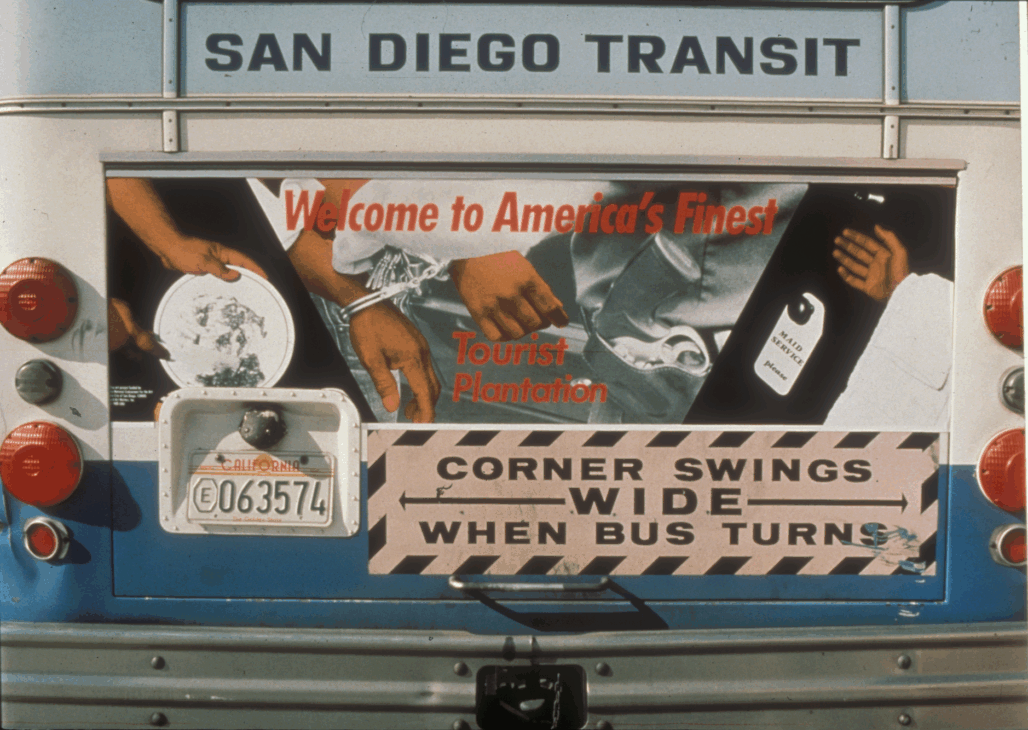 SAN DIEGO TRANSIT
Welcome to America's Finest
Tourist
Plantation
MAID
SERVICE
please
CALIFORNIA
E 063574
CORNER SWINGS
WIDE
WHEN BUS TURNS